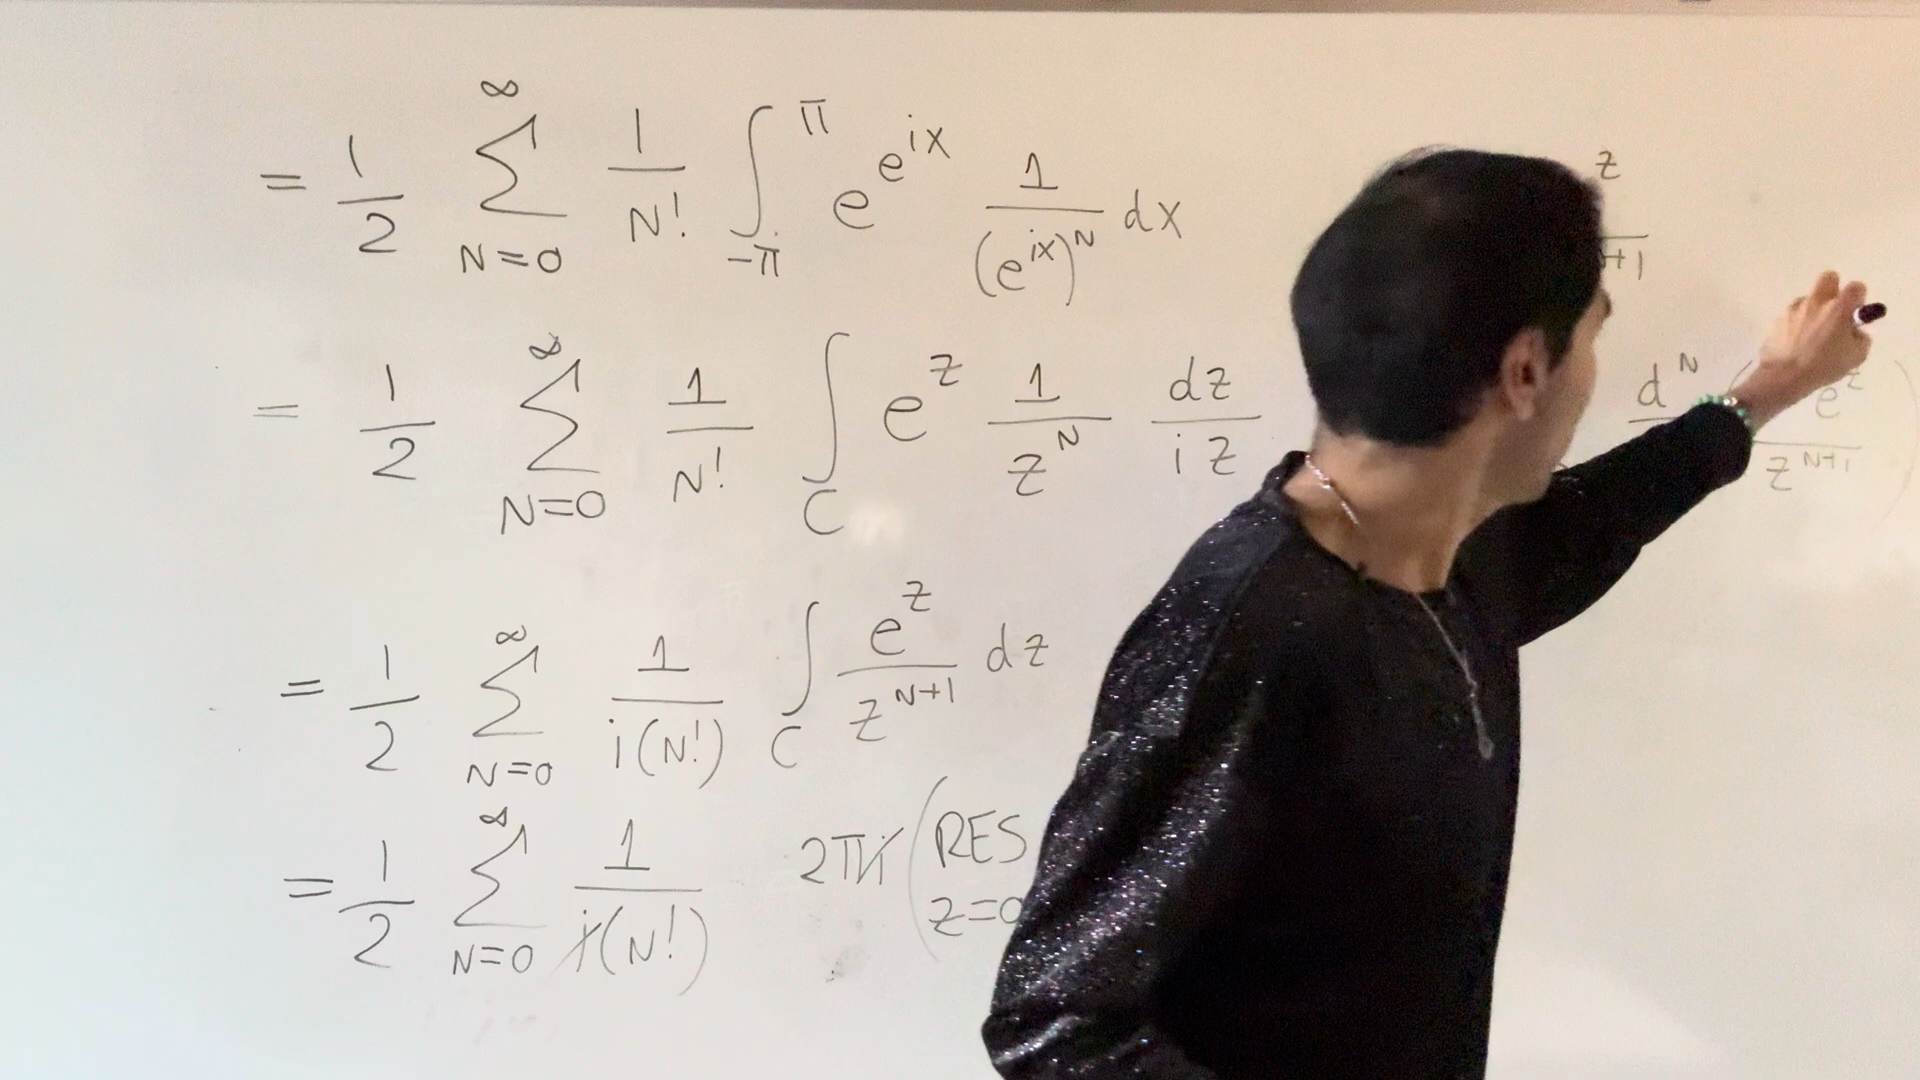 = 1/2 ∑_{N=0}^{∞} 1/N! ∫_{-π}^{π} e^{e^{ix}} 1/(e^{ix})^N dx
= 1/2 ∑_{N=0}^{∞} 1/N! ∫_C e^z 1/z^N dz/iz
= 1/2 ∑_{N=0}^{∞} 1/i(N!) ∫_C e^z/z^{N+1} dz
= 1/2 ∑_{N=0}^{∞} 1/i(N!) 2πi (RES z=0
z
+1
d^N (e^z/z^{N+1})